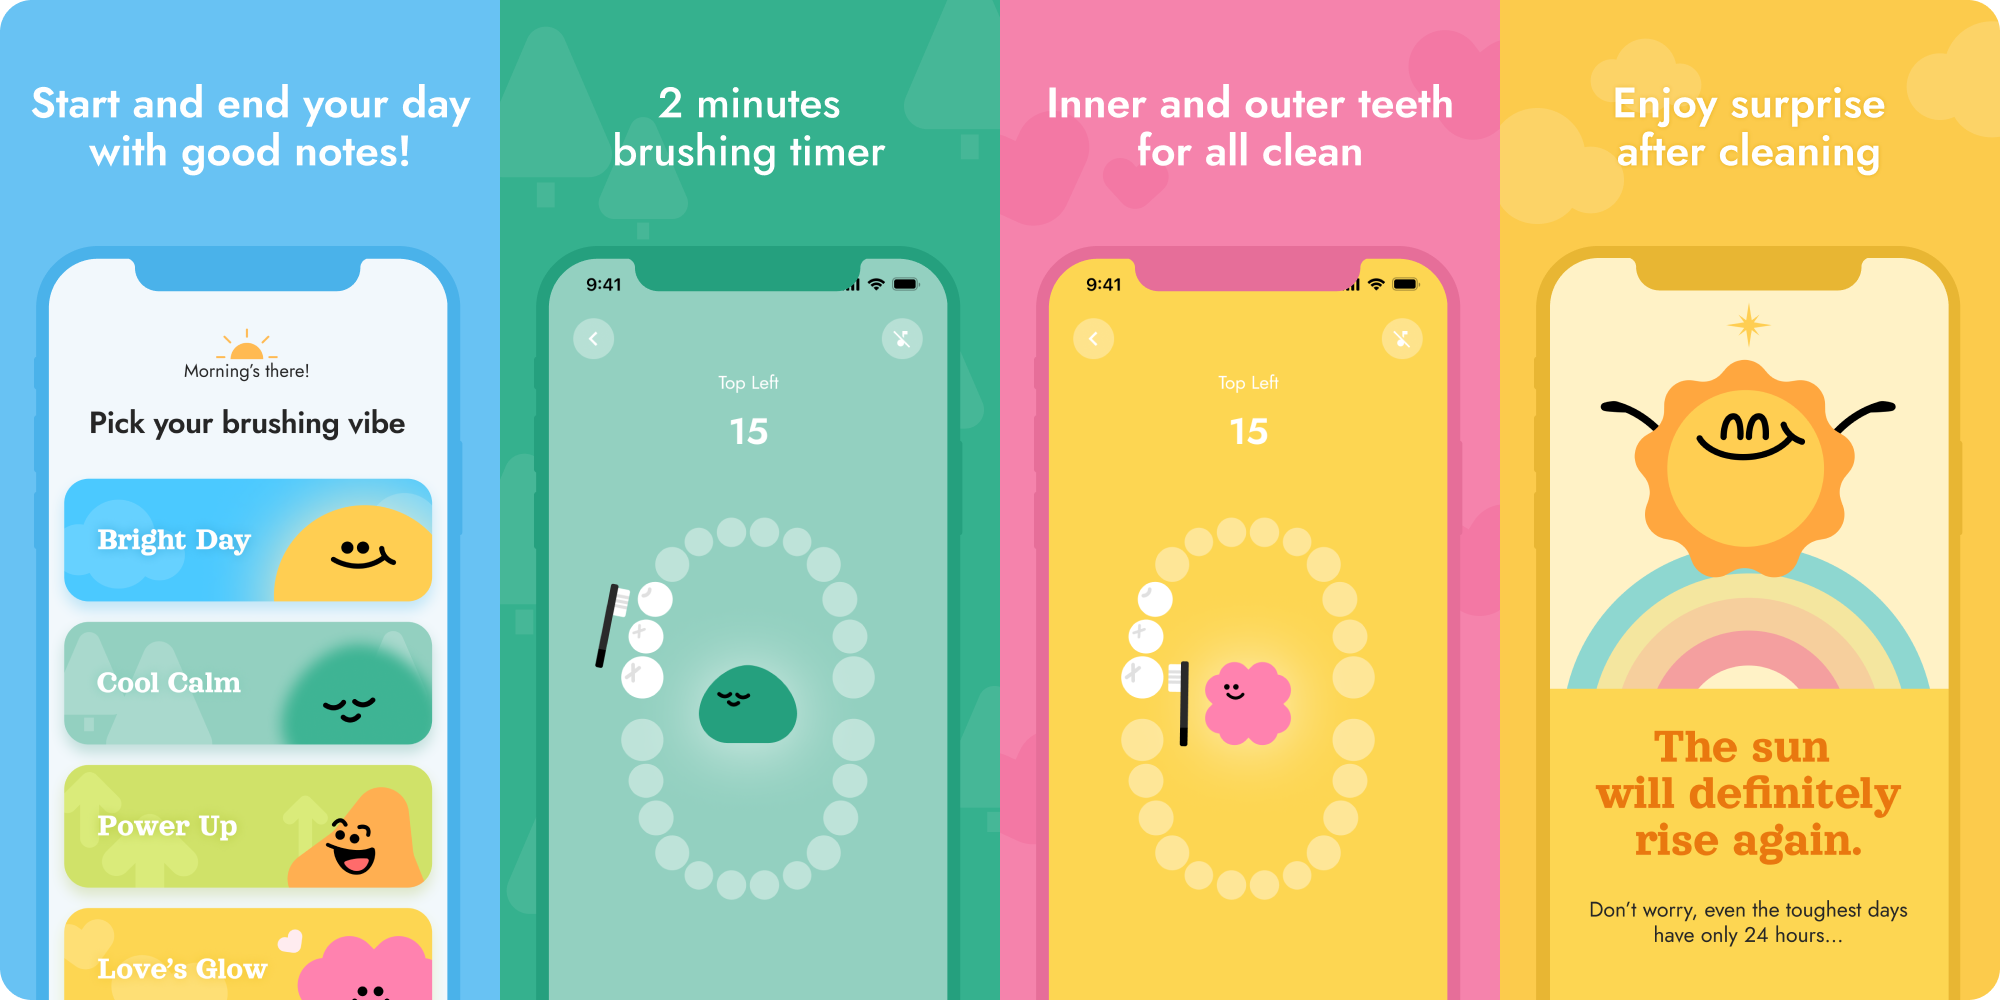 Start and end your day
with good notes!
Morning's there!
Pick your brushing vibe
Bright Day
Cool Calm
Power Up
Love's Glow
2 minutes
brushing timer
9:41
Top Left
15
Inner and outer teeth
for all clean
9:41
Top Left
15
Enjoy surprise
after cleaning
The sun
will definitely
rise again.
Don't worry, even the toughest days
have only 24 hours...